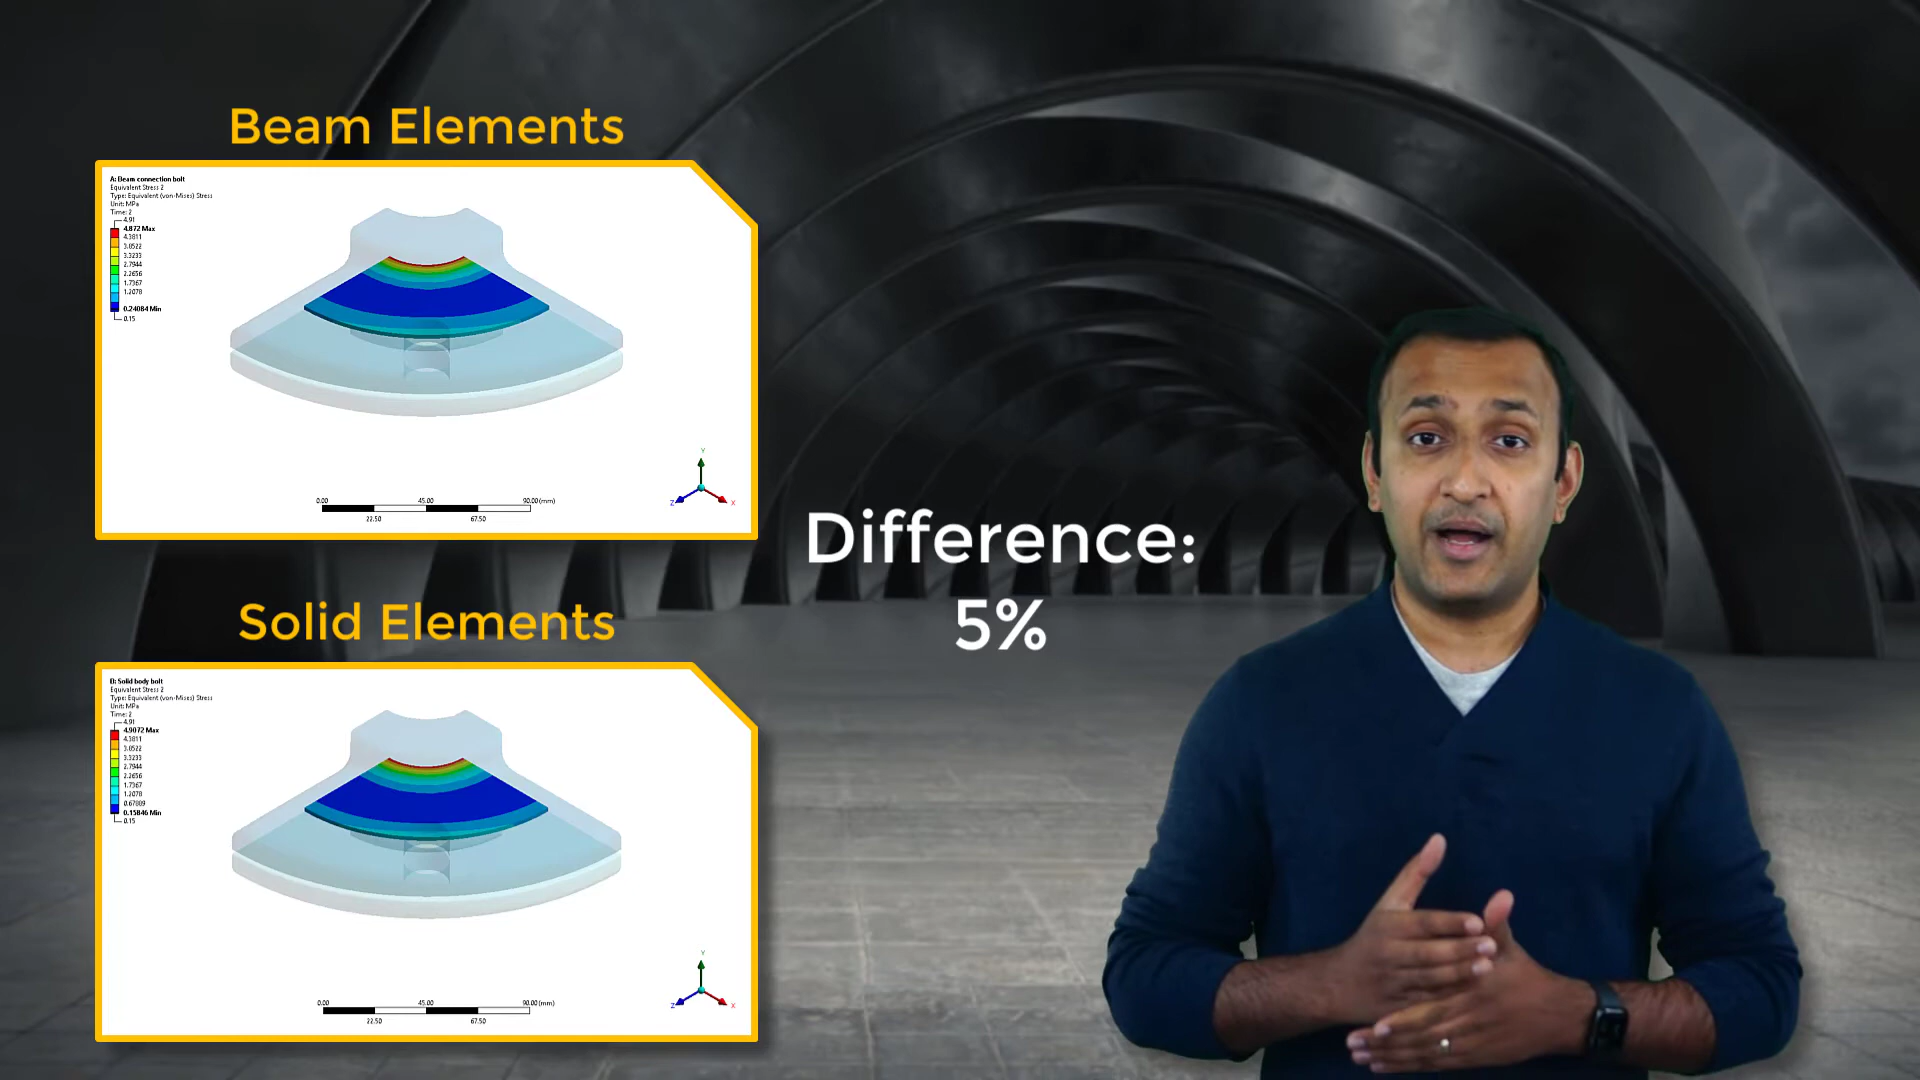 Beam Elements
A: Beam connection bolt
Equivalent Stress 2
Type: Equivalent (von-Mises) Stress
Unit: MPa
Time: 2
4.91
4.872 Max
4.3811
3.8522
3.3233
2.7944
2.2656
1.7367
1.2078
0.24084 Min
0.15
Y
Z
X
0.00
45.00
90.00 (mm)
22.50
67.50
Difference:
5%
Solid Elements
D: Solid body bolt
Equivalent Stress 2
Type: Equivalent (von-Mises) Stress
Unit: MPa
Time: 2
4.91
4.9072 Max
4.3811
3.8522
3.3233
2.7944
2.2656
1.7367
1.2078
0.67889
0.15846 Min
0.15
Y
Z
X
0.00
45.00
90.00 (mm)
22.50
67.50